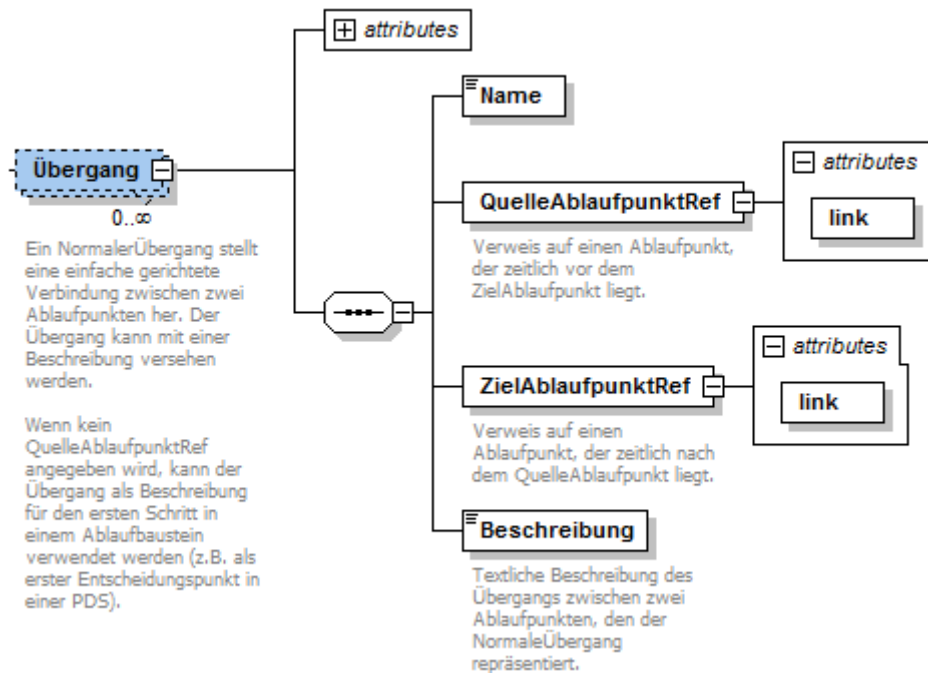 attributes
Name
Übergang
0..∞
Ein NormalerÜbergang stellt
eine einfache gerichtete
Verbindung zwischen zwei
Ablaufpunkten her. Der
Übergang kann mit einer
Beschreibung versehen
werden.
Wenn kein
QuelleAblaufpunktRef
angegeben wird, kann der
Übergang als Beschreibung
für den ersten Schritt in
einem Ablaufbaustein
verwendet werden (z.B. als
erster Entscheidungspunkt in
einer PDS).
QuelleAblaufpunktRef
Verweis auf einen Ablaufpunkt,
der zeitlich vor dem
ZielAblaufpunkt liegt.
attributes
link
ZielAblaufpunktRef
Verweis auf einen
Ablaufpunkt, der zeitlich nach
dem QuelleAblaufpunkt liegt.
attributes
link
Beschreibung
Textliche Beschreibung des
Übergangs zwischen zwei
Ablaufpunkten, den der
NormaleÜbergang
repräsentiert.